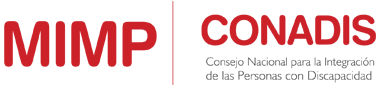 MIMP
CONADIS
Consejo Nacional para la Integración
de las Personas con Discapacidad